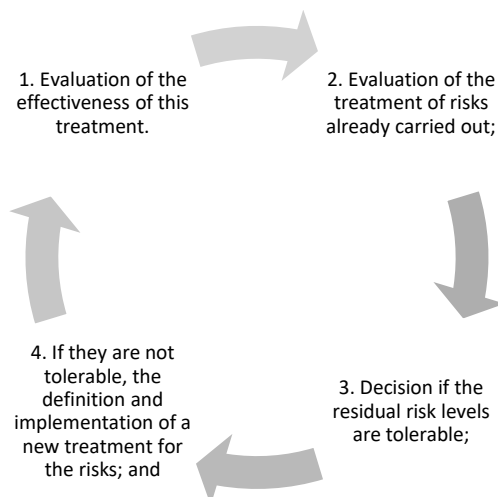 1. Evaluation of the
effectiveness of this
treatment.
2. Evaluation of the
treatment of risks
already carried out;
3. Decision if the
residual risk levels
are tolerable;
4. If they are not
tolerable, the
definition and
implementation of a
new treatment for
the risks; and